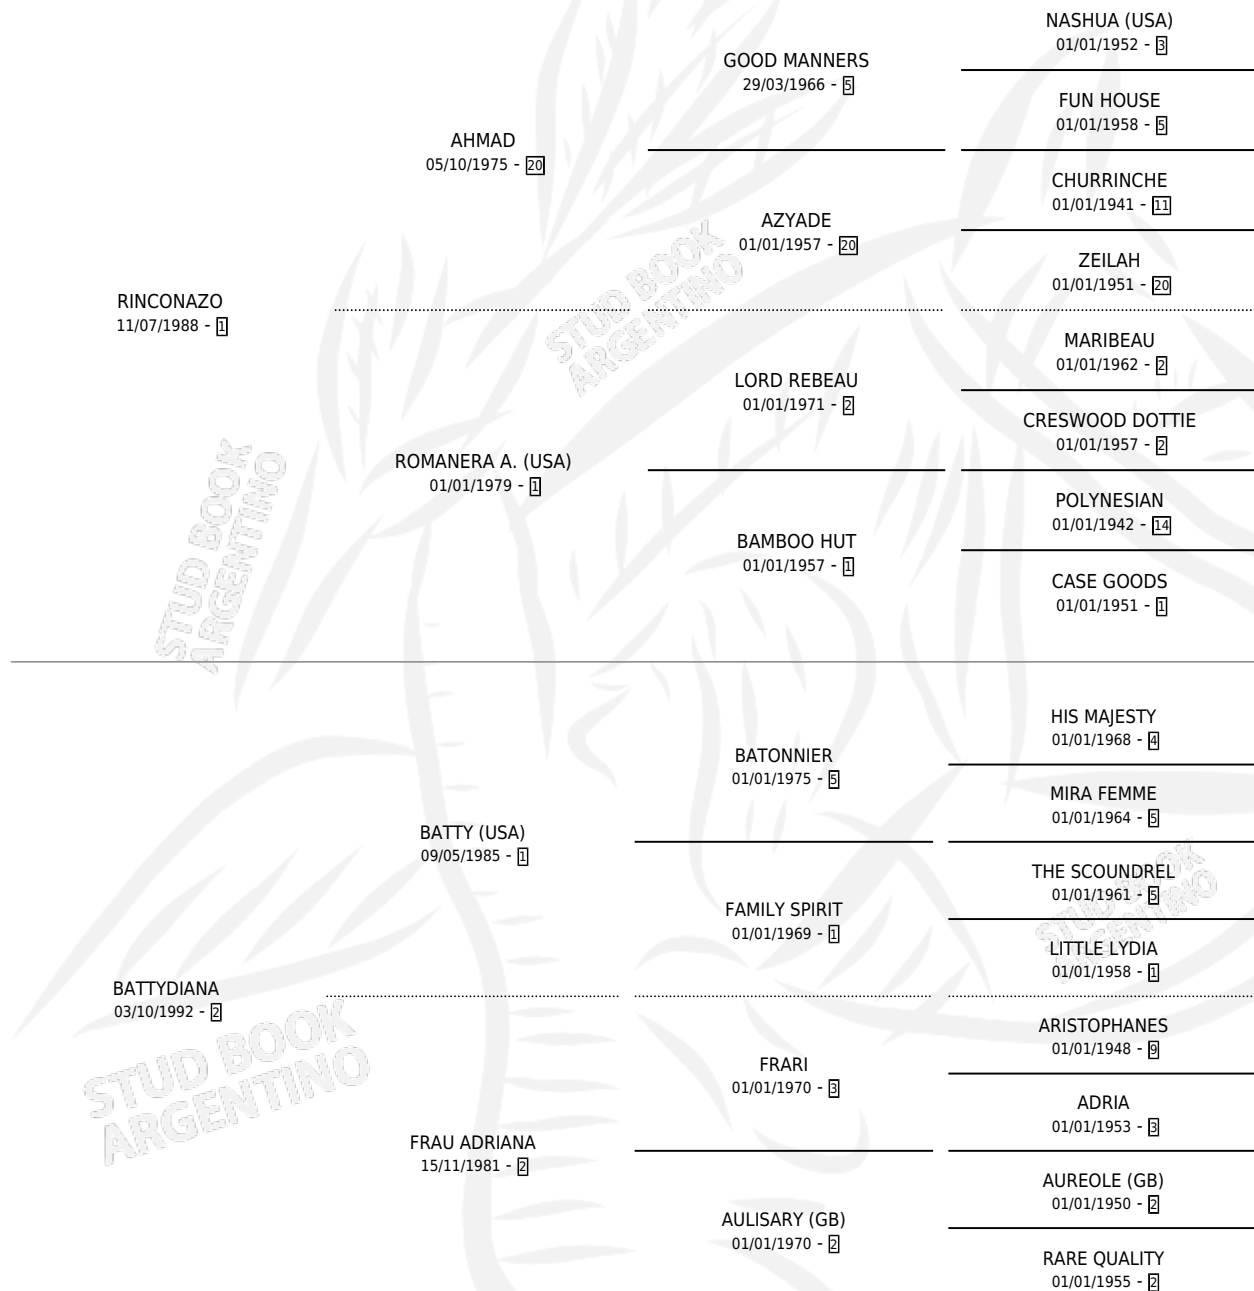 NASHUA (USA)
01/01/1952 - 3
GOOD MANNERS
29/03/1966 - 5
FUN HOUSE
01/01/1958 - 5
AHMAD
05/10/1975 - 20
CHURRINCHE
01/01/1941 - 11
AZYADE
01/01/1957 - 20
ZEILAH
01/01/1951 - 20
RINCONAZO
11/07/1988 - 1
MARIBEAU
01/01/1962 - 2
LORD REBEAU
01/01/1971 - 2
CRESWOOD DOTTIE
01/01/1957 - 2
ROMANERA A. (USA)
01/01/1979 - 1
POLYNESIAN
01/01/1942 - 14
BAMBOO HUT
01/01/1957 - 1
CASE GOODS
01/01/1951 - 1
HIS MAJESTY
01/01/1968 - 4
BATONNIER
01/01/1975 - 5
MIRA FEMME
01/01/1964 - 5
BATTY (USA)
09/05/1985 - 1
THE SCOUNDREL
01/01/1961 - 5
FAMILY SPIRIT
01/01/1969 - 1
LITTLE LYDIA
01/01/1958 - 1
BATTYDIANA
03/10/1992 - 2
ARISTOPHANES
01/01/1948 - 9
FRARI
01/01/1970 - 3
ADRIA
01/01/1953 - 3
FRAU ADRIANA
15/11/1981 - 2
AUREOLE (GB)
01/01/1950 - 2
AULISARY (GB)
01/01/1970 - 2
RARE QUALITY
01/01/1955 - 2
STUD BOOK
ARGENTINO
STUD BOOK
ARGENTINO
STUD BOOK
ARGENTINO
STUD BOOK
ARGENTINO